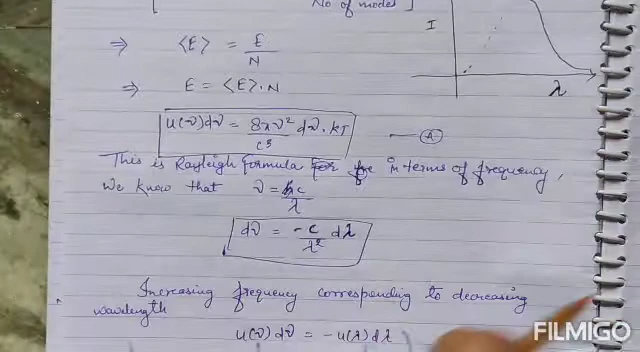 No of modes ]
I
⇒ <E> = E/N
⇒ E = <E>·N
λ
u(ν)dν = 8πν²/c³ dν·kT — (A)
This is Rayleigh formula in terms of frequency,
We know that ν = c/λ
dν = -c/λ² dλ
Increasing frequency corresponding to decreasing
wavelength
u(ν)dν = -u(λ)dλ
FILMIGO